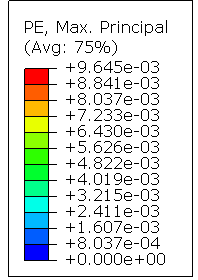 PE, Max. Principal
(Avg: 75%)
+9.645e-03
+8.841e-03
+8.037e-03
+7.233e-03
+6.430e-03
+5.626e-03
+4.822e-03
+4.019e-03
+3.215e-03
+2.411e-03
+1.607e-03
+8.037e-04
+0.000e+00